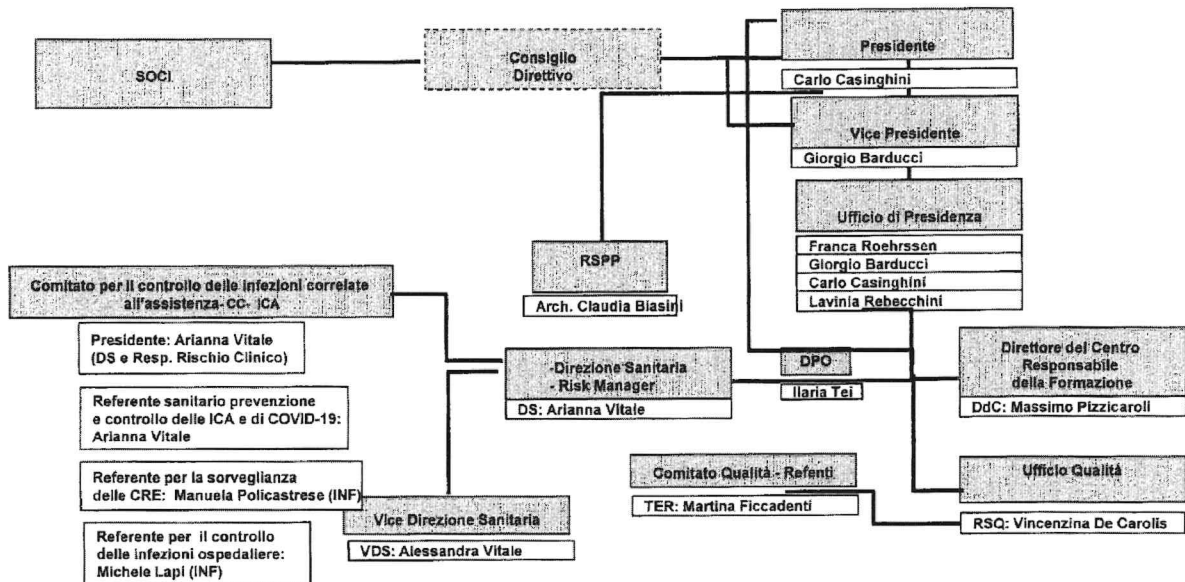 SOCI
Consiglio
Direttivo
Presidente
Carlo Casinghini
Vice Presidente
Giorgio Barducci
Ufficio di Presidenza
Franca Roehrssen
Giorgio Barducci
Carlo Casinghini
Lavinia Rebecchini
RSPP
Arch. Claudia Biasini
Comitato per il controllo delle infezioni correlate
all'assistenza- CC- ICA
Presidente: Arianna Vitale
(DS e Resp. Rischio Clinico)
Referente sanitario prevenzione
e controllo delle ICA e di COVID-19:
Arianna Vitale
Referente per la sorveglianza
delle CRE: Manuela Policastrese (INF)
Referente per il controllo
delle infezioni ospedaliere:
Michele Lapi (INF)
-Direzione Sanitaria
- Risk Manager
DS: Arianna Vitale
DPO
Ilaria Tei
Direttore del Centro
Responsabile
della Formazione
DdC: Massimo Pizzicaroli
Vice Direzione Sanitaria
VDS: Alessandra Vitale
Comitato Qualità - Refenti
TER: Martina Ficcadenti
Ufficio Qualità
RSQ: Vincenzina De Carolis